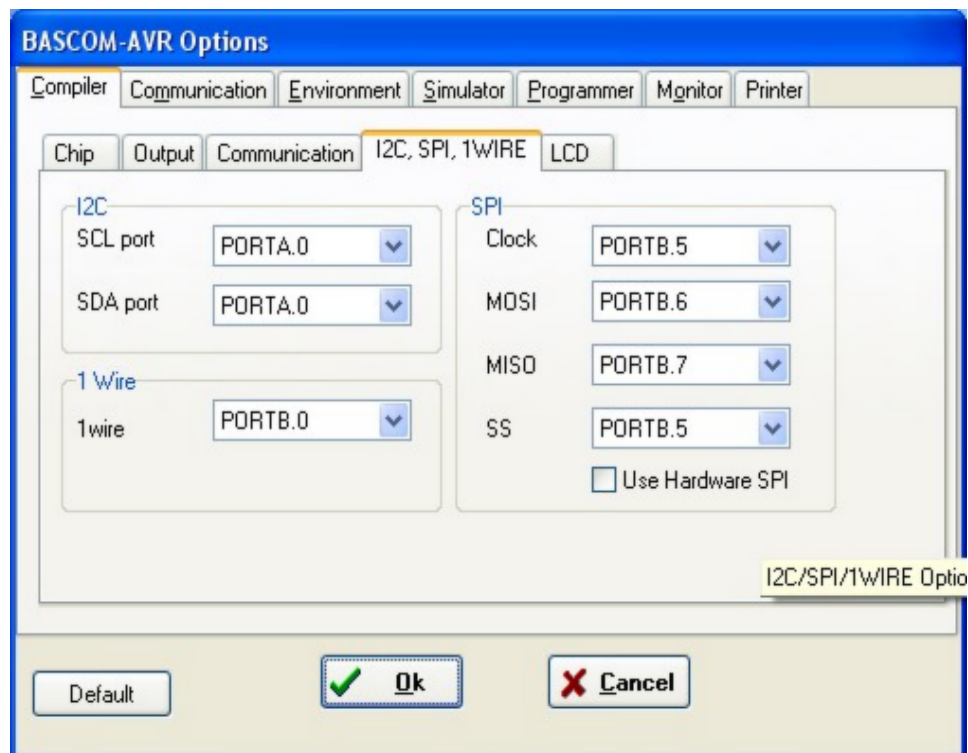 BASCOM-AVR Options
Compiler Communication Environment Simulator Programmer Monitor Printer
Chip Output Communication I2C, SPI, 1WIRE LCD
I2C
SCL port PORTA.0
SDA port PORTA.0
1 Wire
1wire PORTB.0
SPI
Clock PORTB.5
MOSI PORTB.6
MISO PORTB.7
SS PORTB.5
Use Hardware SPI
I2C/SPI/1WIRE Optio
Default Ok Cancel